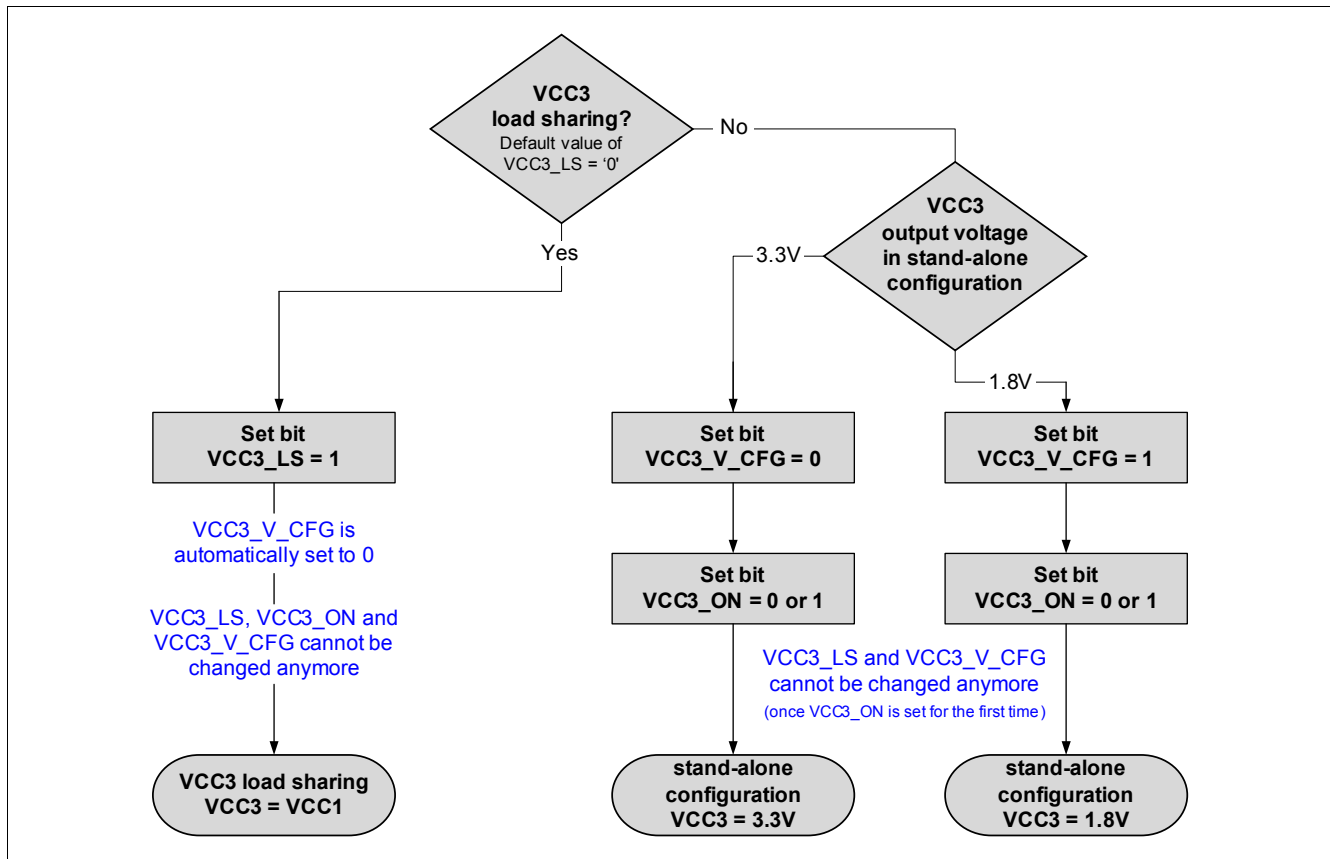 VCC3
load sharing?
Default value of
VCC3_LS = ‘0'
No
Yes
VCC3
output voltage
in stand-alone
configuration
3.3V
1.8V
Set bit
VCC3_LS = 1
Set bit
VCC3_V_CFG = 0
Set bit
VCC3_V_CFG = 1
VCC3_V_CFG is
automatically set to 0
Set bit
VCC3_ON = 0 or 1
Set bit
VCC3_ON = 0 or 1
VCC3_LS, VCC3_ON and
VCC3_V_CFG cannot be
changed anymore
VCC3_LS and VCC3_V_CFG
cannot be changed anymore
(once VCC3_ON is set for the first time)
VCC3 load sharing
VCC3 = VCC1
stand-alone
configuration
VCC3 = 3.3V
stand-alone
configuration
VCC3 = 1.8V